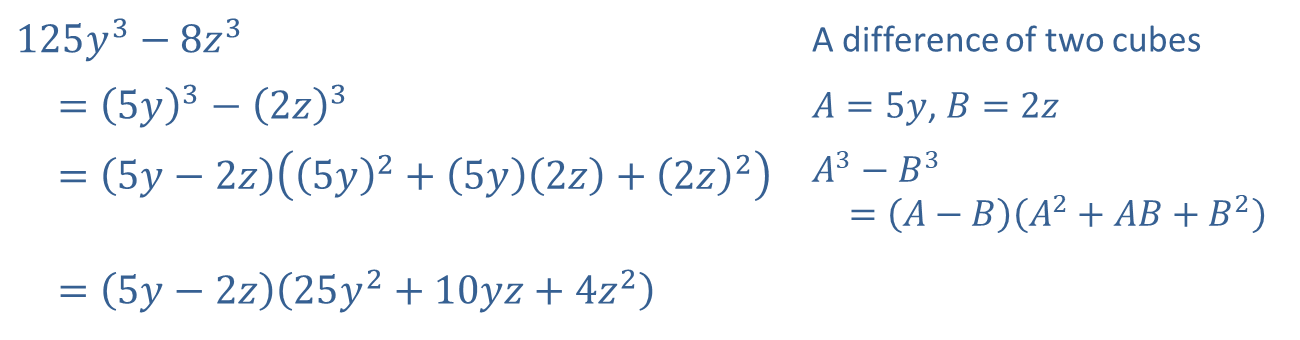 125y³ − 8z³ A difference of two cubes
= (5y)³ − (2z)³ A = 5y, B = 2z
= (5y − 2z)((5y)² + (5y)(2z) + (2z)²) A³ − B³
= (A − B)(A² + AB + B²)
= (5y − 2z)(25y² + 10yz + 4z²)